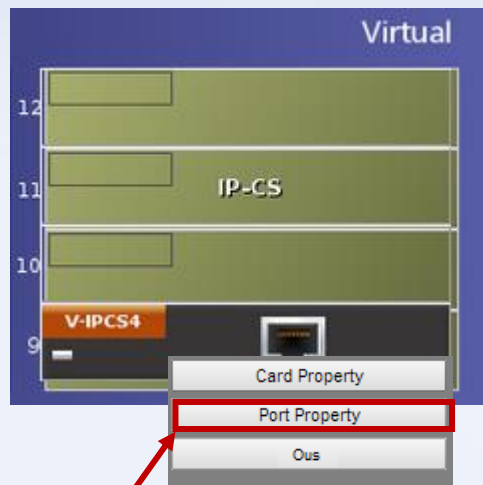 Virtual
12
11
IP-CS
10
V-IPCS4
9
Card Property
Port Property
Ous